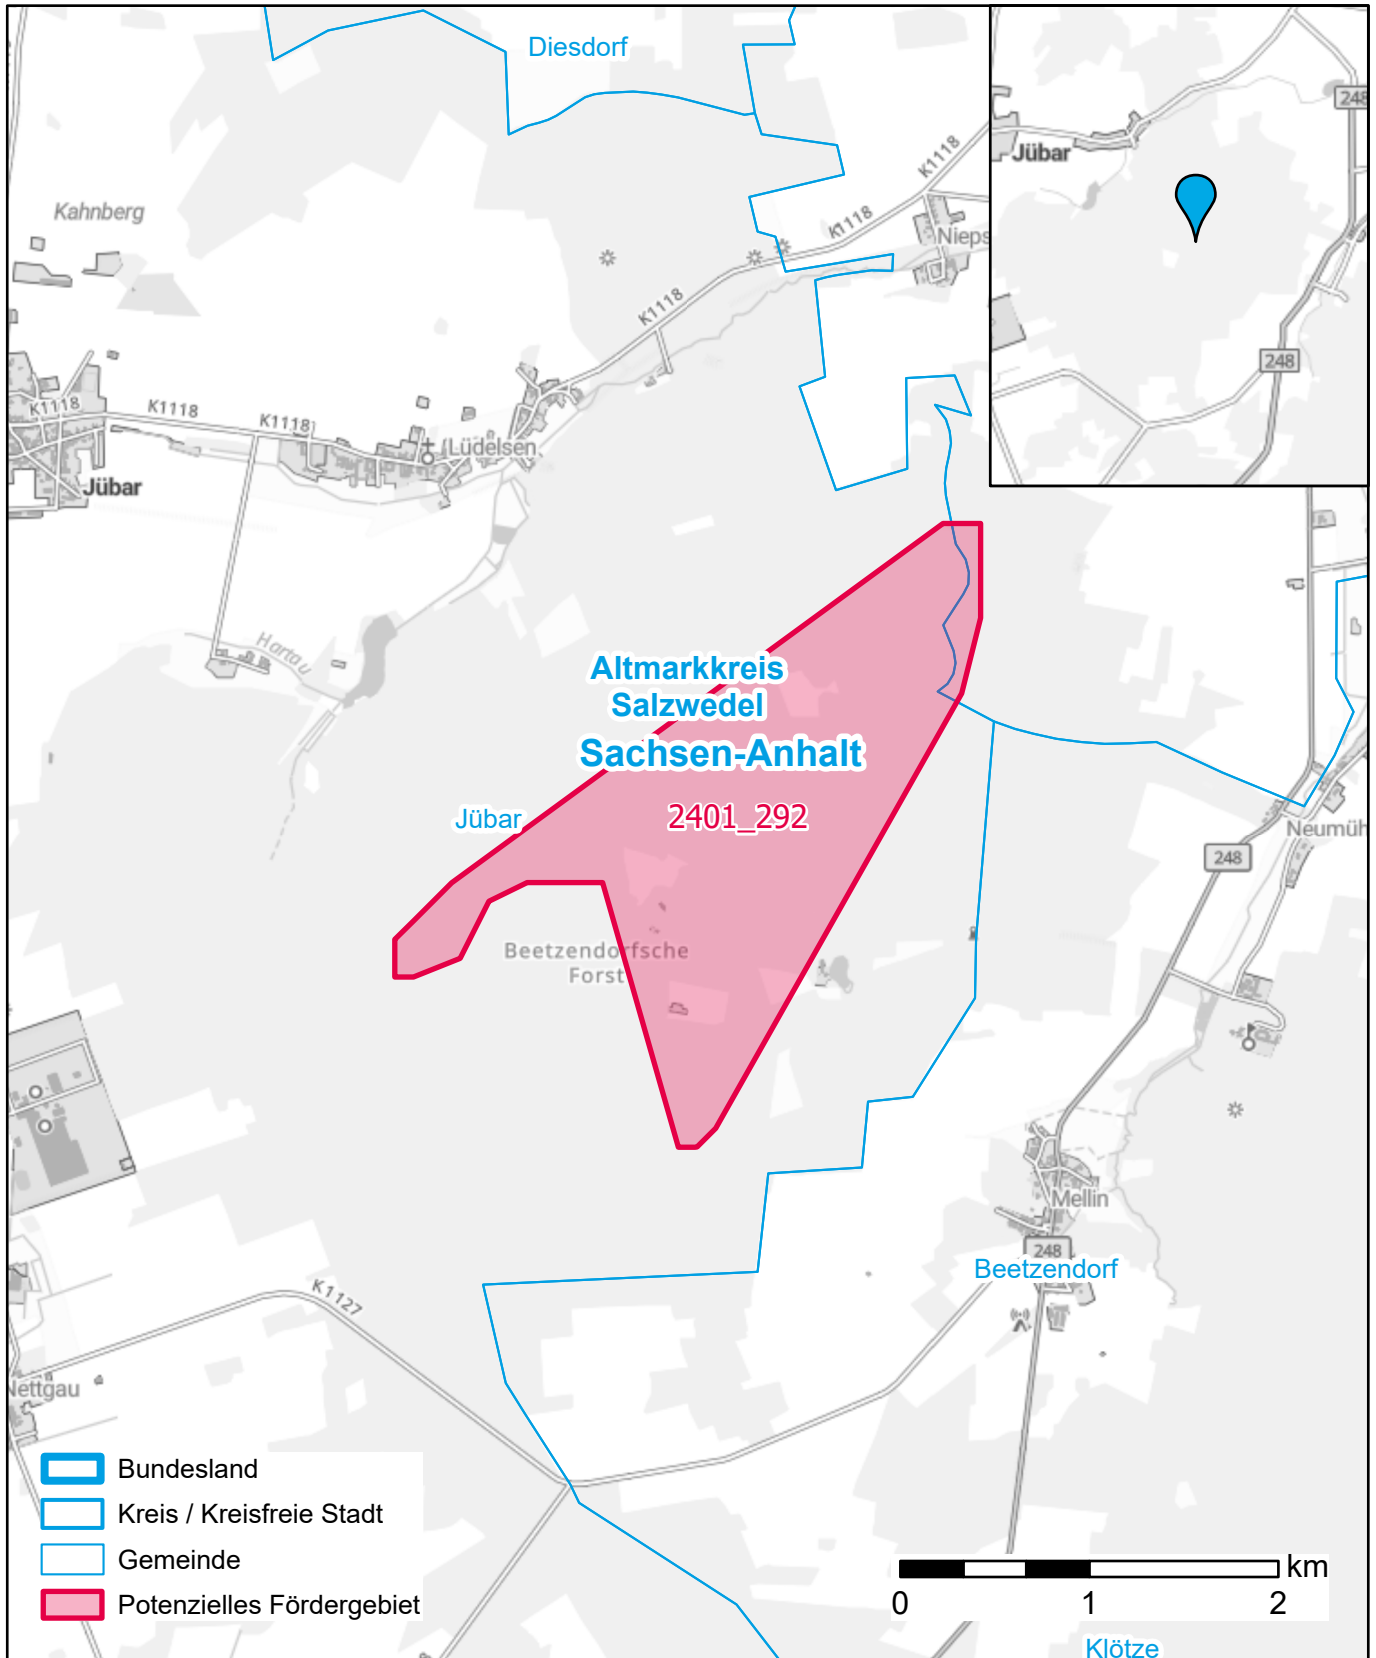 Diesdorf
248
K1118
Jübar
Kahnberg
K1118
Nieps
K1118
248
K1118
K1118
K1118
Lüdelsen
Jübar
Hartau
Altmarkkreis
Salzwedel
Sachsen-Anhalt
Jübar
2401_292
Neumüh
248
Beetzendorfsche
Forst
Mellin
248
Beetzendorf
K1127
Nettgau
Bundesland
Kreis / Kreisfreie Stadt
Gemeinde
Potenzielles Fördergebiet
km
0 1 2
Klötze